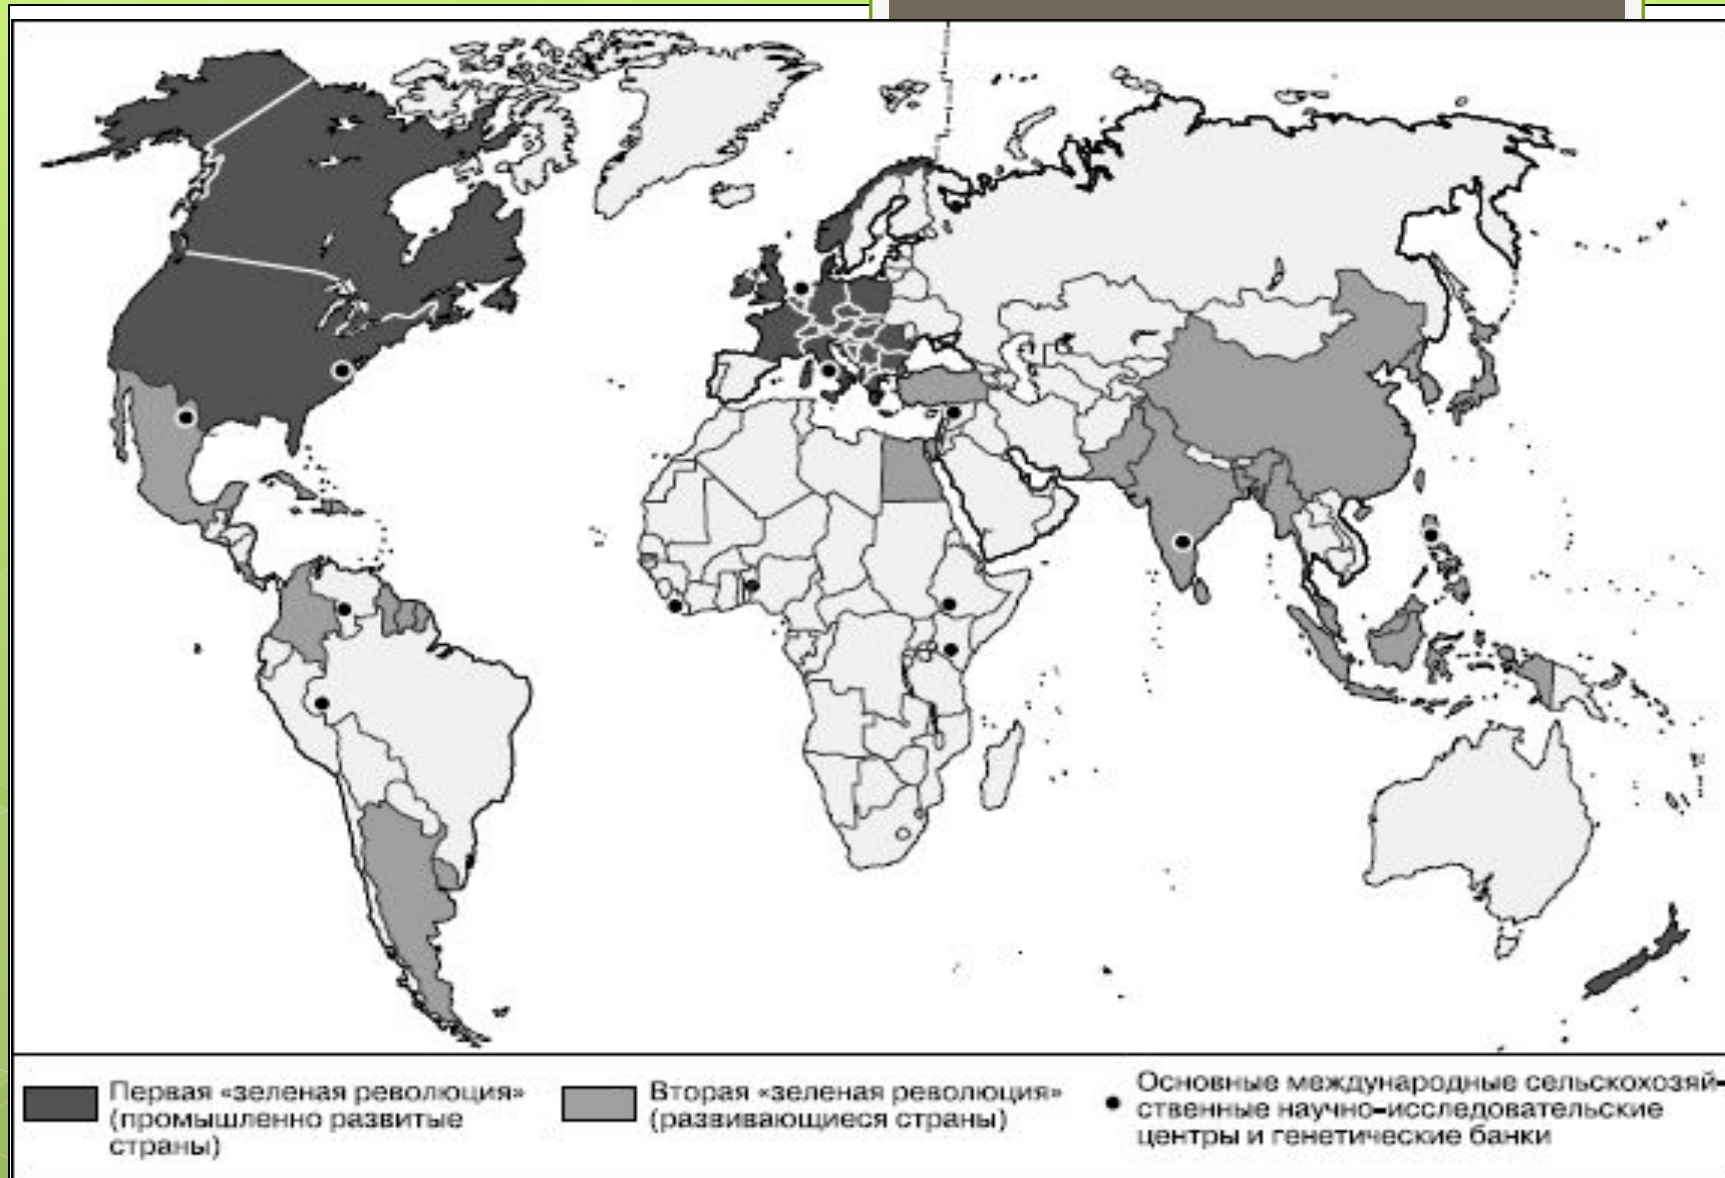 Первая «зеленая революция»
(промышленно развитые
страны)
Вторая «зеленая революция»
(развивающиеся страны)
Основные международные сельскохозяй-
ственные научно-исследовательские
центры и генетические банки